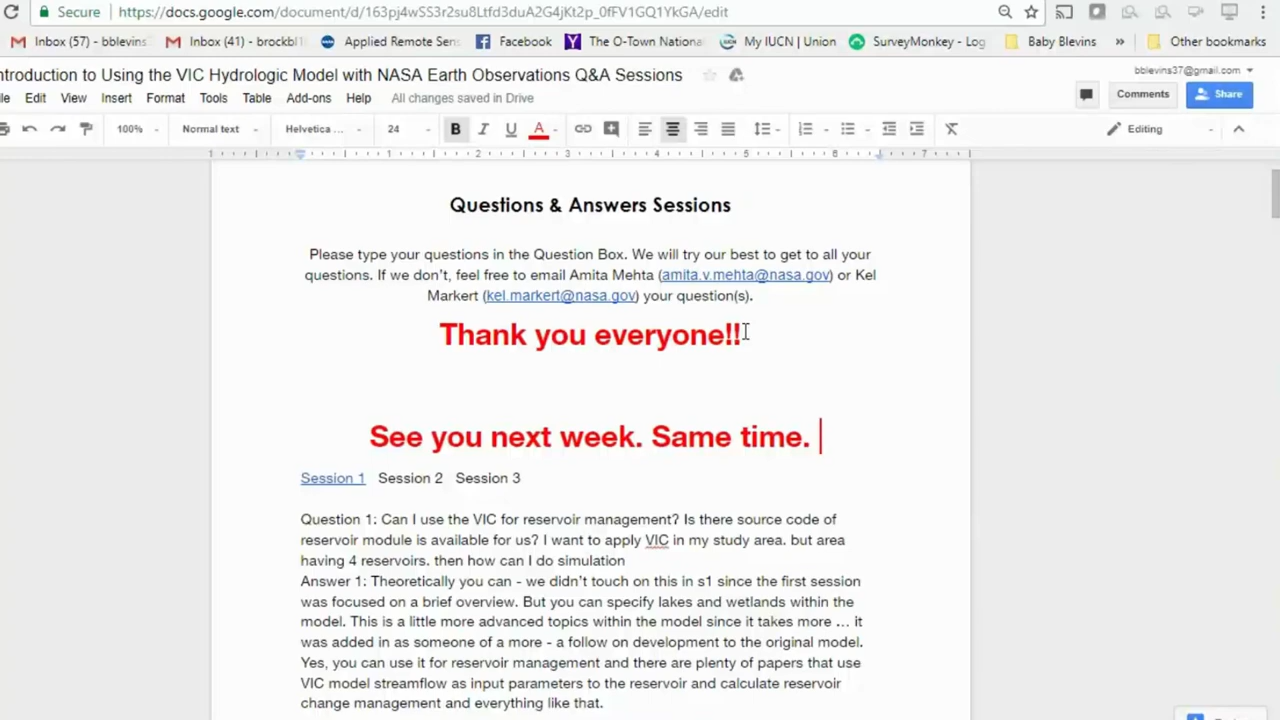 Secure https://docs.google.com/document/d/163pj4wSS3r2su8Ltfd3duA2G4jKt2p_0fFV1GQ1YkGA/edit
Inbox (57) - bblevins Inbox (41) - brockbl Applied Remote Sens Facebook The O-Town National My IUCN | Union SurveyMonkey - Log Baby Blevins » Other bookmarks
ntroduction to Using the VIC Hydrologic Model with NASA Earth Observations Q&A Sessions
bblevins37@gmail.com
le Edit View Insert Format Tools Table Add-ons Help All changes saved in Drive
Comments Share
100% Normal text Helvetica ... 24 B I U A Editing
1 1 2 3 4 5 6 7
Questions & Answers Sessions
Please type your questions in the Question Box. We will try our best to get to all your
questions. If we don't, feel free to email Amita Mehta (amita.v.mehta@nasa.gov) or Kel
Markert (kel.markert@nasa.gov) your question(s).
Thank you everyone!!
See you next week. Same time.
Session 1 Session 2 Session 3
Question 1: Can I use the VIC for reservoir management? Is there source code of
reservoir module is available for us? I want to apply VIC in my study area. but area
having 4 reservoirs. then how can I do simulation
Answer 1: Theoretically you can - we didn't touch on this in s1 since the first session
was focused on a brief overview. But you can specify lakes and wetlands within the
model. This is a little more advanced topics within the model since it takes more ... it
was added in as someone of a more - a follow on development to the original model.
Yes, you can use it for reservoir management and there are plenty of papers that use
VIC model streamflow as input parameters to the reservoir and calculate reservoir
change management and everything like that.